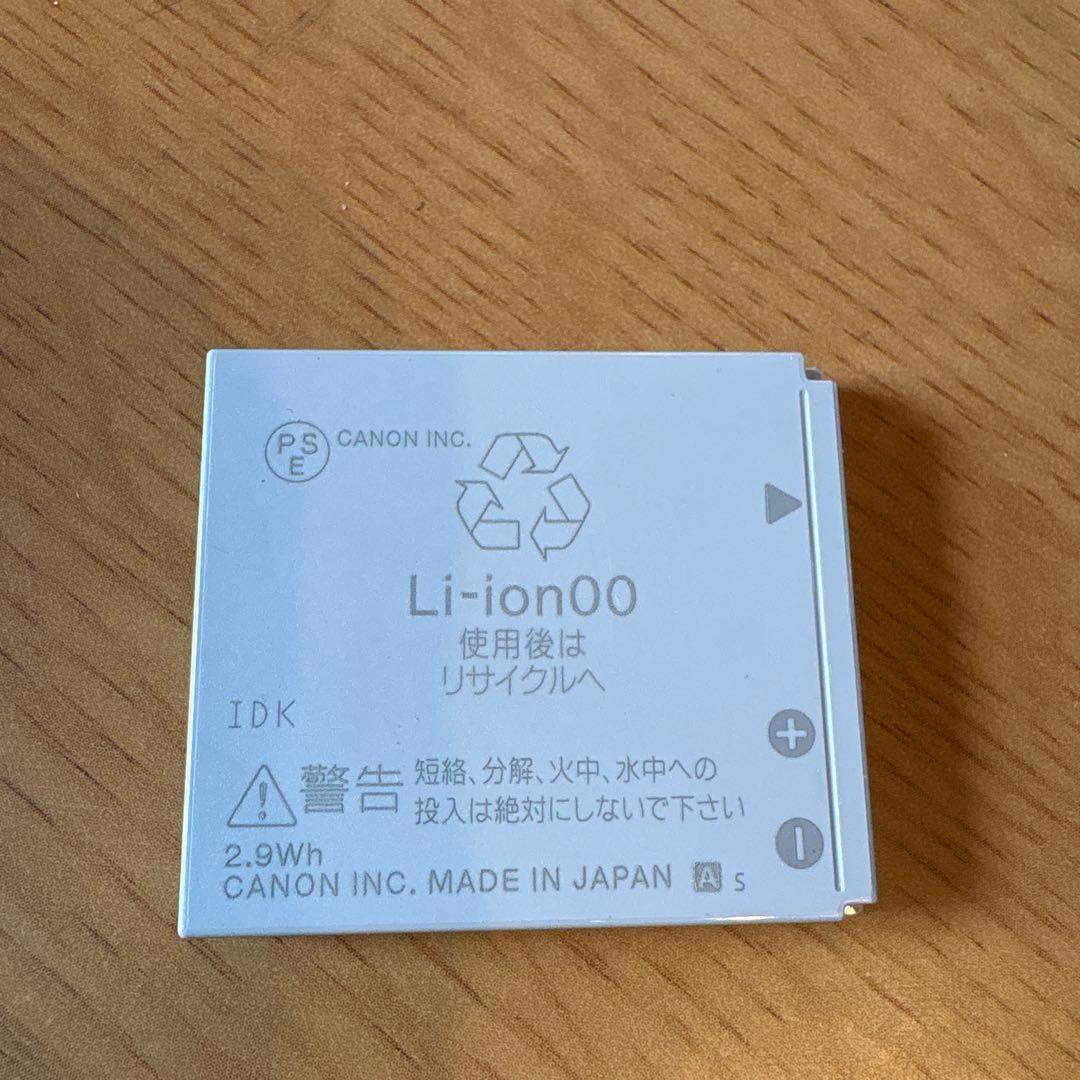 PSE CANON INC.
Li-ion00
使用後は
リサイクルへ
IDK
警告 短絡、分解、火中、水中への
投入は絶対にしないで下さい
2.9Wh
CANON INC. MADE IN JAPAN A S